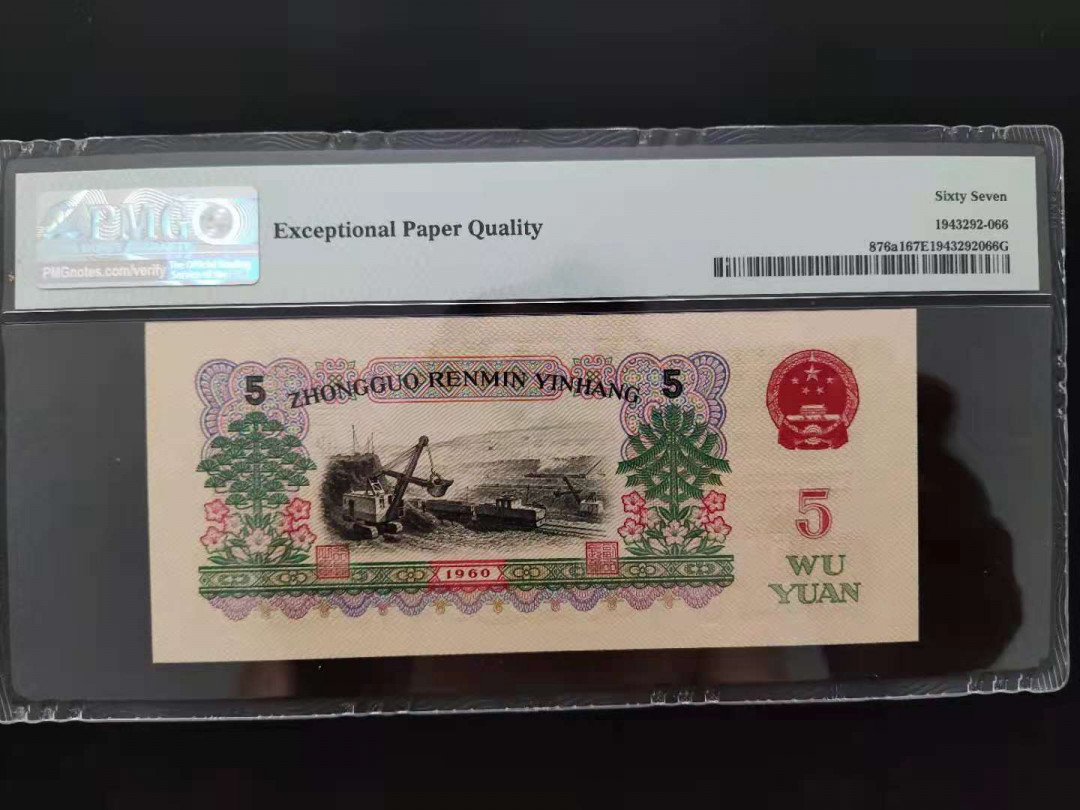 PMG
PMGnotes.com/verify
Exceptional Paper Quality
Sixty Seven
1943292-066
876a167E1943292066G
5 ZHONGGUO RENMIN YINHANG 5
1960
5
WU
YUAN